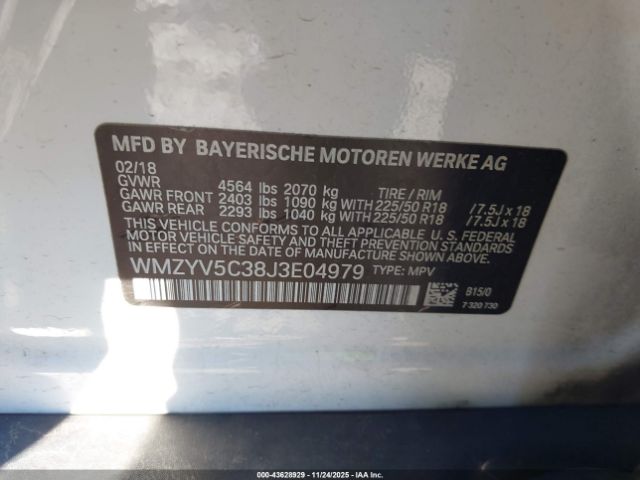 MFD BY BAYERISCHE MOTOREN WERKE AG
02/18
GVWR 4564 lbs 2070 kg TIRE / RIM
GAWR FRONT 2403 lbs 1090 kg WITH 225/50 R18 / 7.5J x 18
GAWR REAR 2293 lbs 1040 kg WITH 225/50 R18 / 7.5J x 18
THIS VEHICLE CONFORMS TO ALL APPLICABLE U.S. FEDERAL
MOTOR VEHICLE SAFETY, BUMPER, AND THEFT PREVENTION
STANDARDS IN EFFECT ON THE DATE OF MANUFACTURE SHOWN ABOVE.
WMZYV5C38J3E04979 TYPE: MPV
B15/0
7 320 730
000-43628929 - 11/24/2025 - IAAI.CA